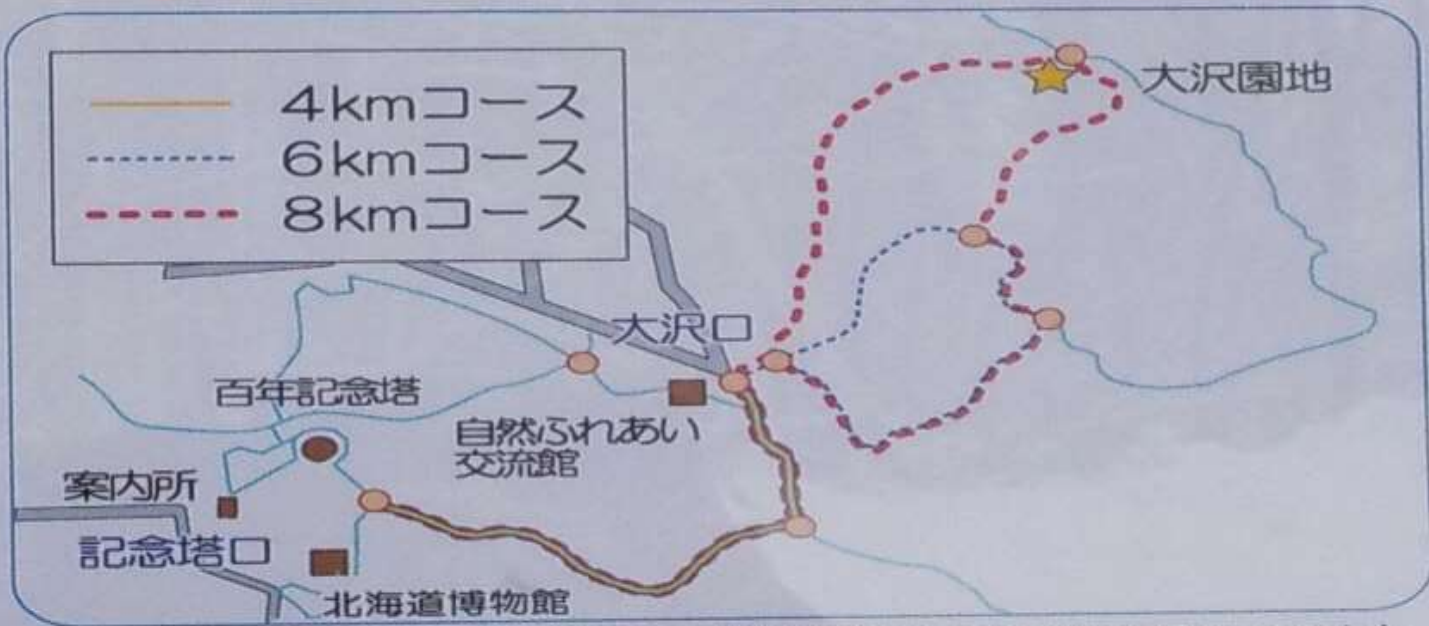 4kmコース
6kmコース
8kmコース
大沢園地
大沢口
百年記念塔
自然ふれあい
交流館
案内所
記念塔口
北海道博物館